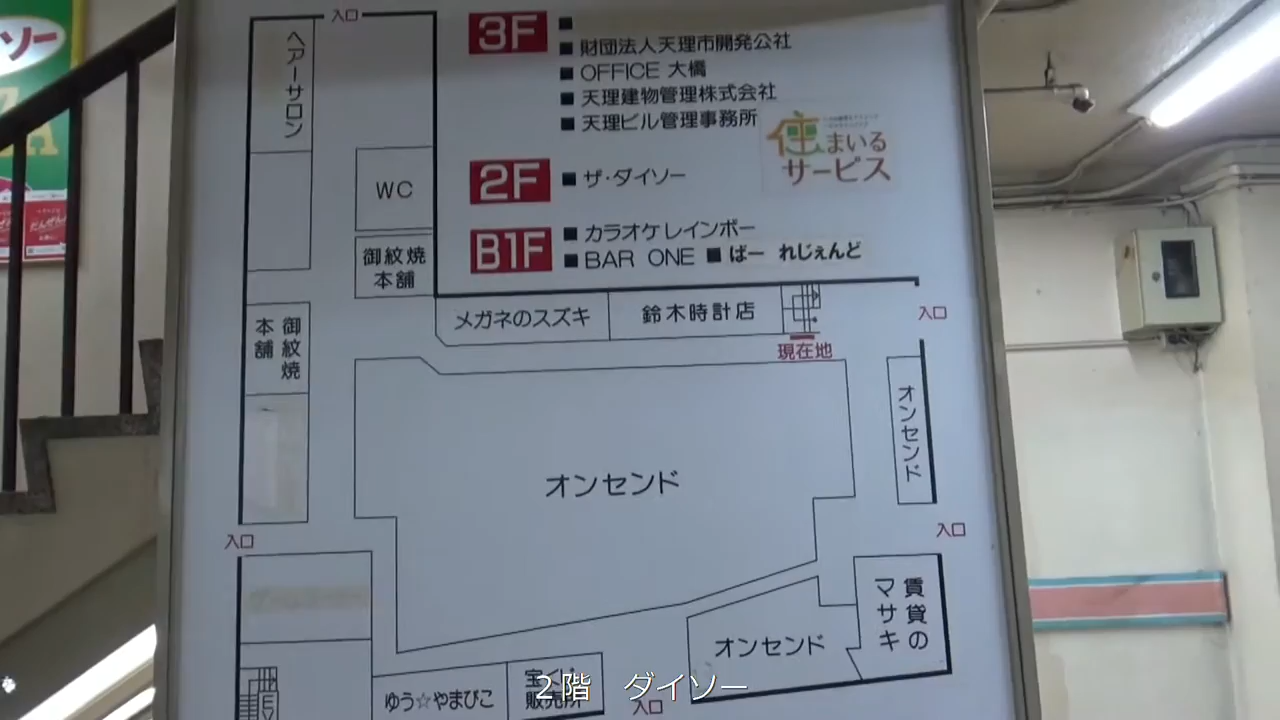 入口
3F
財団法人天理市開発公社
OFFICE 大橋
天理建物管理株式会社
天理ビル管理事務所
住まいる
サービス
2F
ザ・ダイソー
B1F
カラオケレインボー
BAR ONE ■ ばー れじぇんど
ヘアーサロン
WC
御紋焼
本舗
メガネのスズキ
鈴木時計店
入口
現在地
御紋焼
本舗
オンセンド
オンセンド
入口
入口
賃貸の
マサキ
オンセンド
EV
ゆう☆やまびこ
宝くじ
販売所
入口
2階 ダイソー
ソー